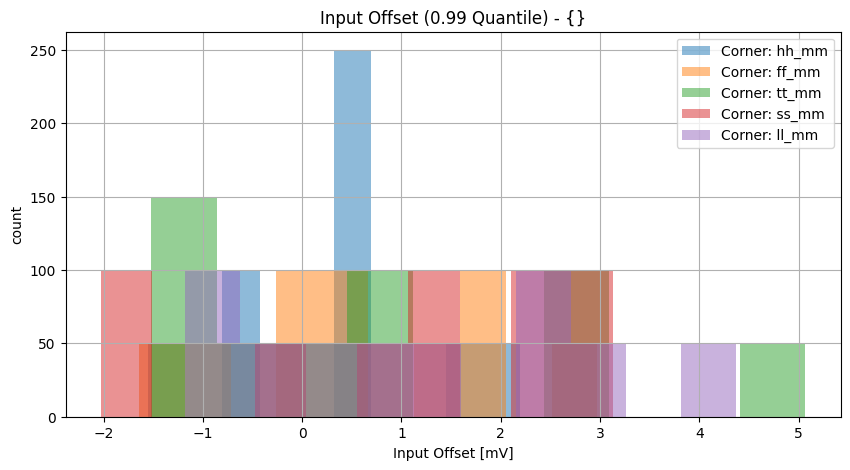 Input Offset (0.99 Quantile) - {}
250
200
150
100
50
0
count
−2 −1 0 1 2 3 4 5
Input Offset [mV]
Corner: hh_mm
Corner: ff_mm
Corner: tt_mm
Corner: ss_mm
Corner: ll_mm